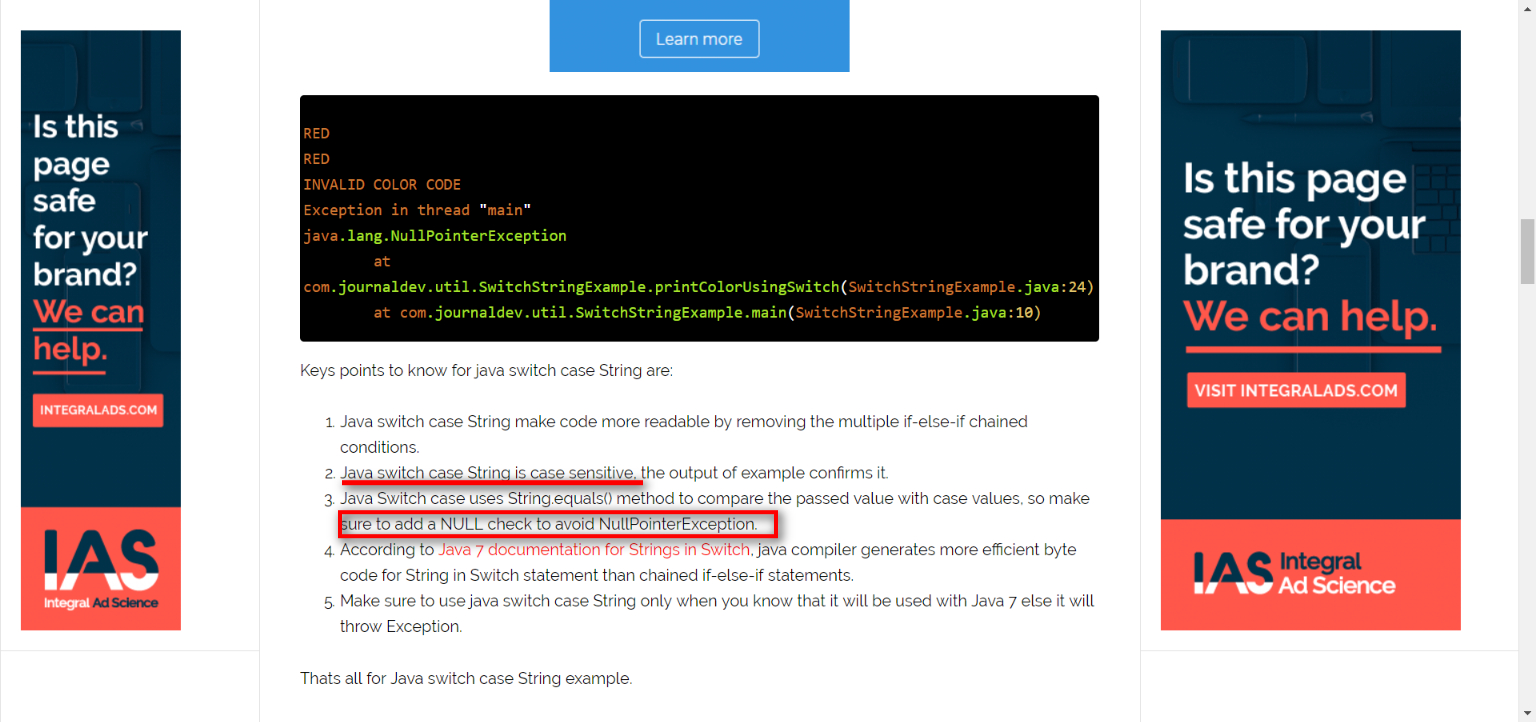 Learn more
Is this
page
safe
for your
brand?
We can
help.
INTEGRALADS.COM
IAS
Integral Ad Science
RED
RED
INVALID COLOR CODE
Exception in thread "main"
java.lang.NullPointerException
at
com.journaldev.util.SwitchStringExample.printColorUsingSwitch(SwitchStringExample.java:24)
at com.journaldev.util.SwitchStringExample.main(SwitchStringExample.java:10)
Keys points to know for java switch case String are:
1. Java switch case String make code more readable by removing the multiple if-else-if chained
conditions.
2. Java switch case String is case sensitive, the output of example confirms it.
3. Java Switch case uses String.equals() method to compare the passed value with case values, so make
sure to add a NULL check to avoid NullPointerException.
4. According to Java 7 documentation for Strings in Switch, java compiler generates more efficient byte
code for String in Switch statement than chained if-else-if statements.
5. Make sure to use java switch case String only when you know that it will be used with Java 7 else it will
throw Exception.
Thats all for Java switch case String example.
Is this page
safe for your
brand?
We can help.
VISIT INTEGRALADS.COM
IAS Integral
Ad Science